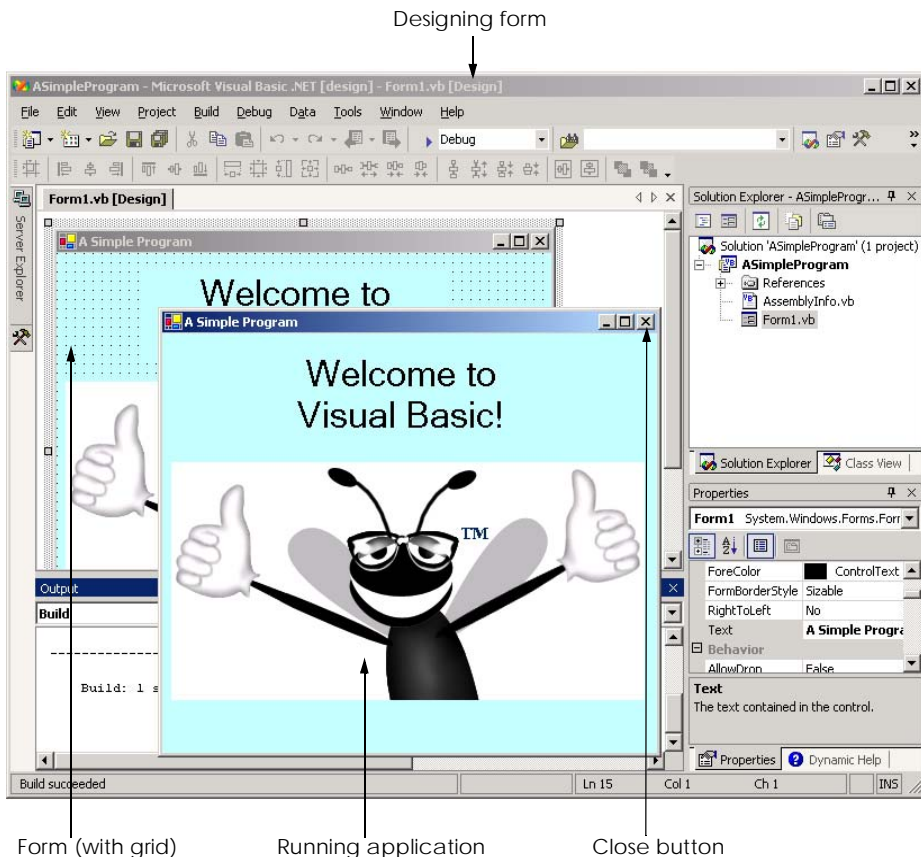 Designing form
ASimpleProgram - Microsoft Visual Basic .NET [design] - Form1.vb [Design]
File Edit View Project Build Debug Data Tools Window Help
Debug
Form1.vb [Design]
Server Explorer
A Simple Program
Welcome to
A Simple Program
Welcome to
Visual Basic!
TM
Output
Build
Build: 1 s
Solution Explorer - ASimpleProgr...
Solution 'ASimpleProgram' (1 project)
ASimpleProgram
References
AssemblyInfo.vb
Form1.vb
Solution Explorer Class View
Properties
Form1 System.Windows.Forms.Forr
ForeColor ControlText
FormBorderStyle Sizable
RightToLeft No
Text A Simple Progra
Behavior
AllowDrop False
Text
The text contained in the control.
Properties Dynamic Help
Build succeeded Ln 15 Col 1 Ch 1 INS
Form (with grid) Running application Close button